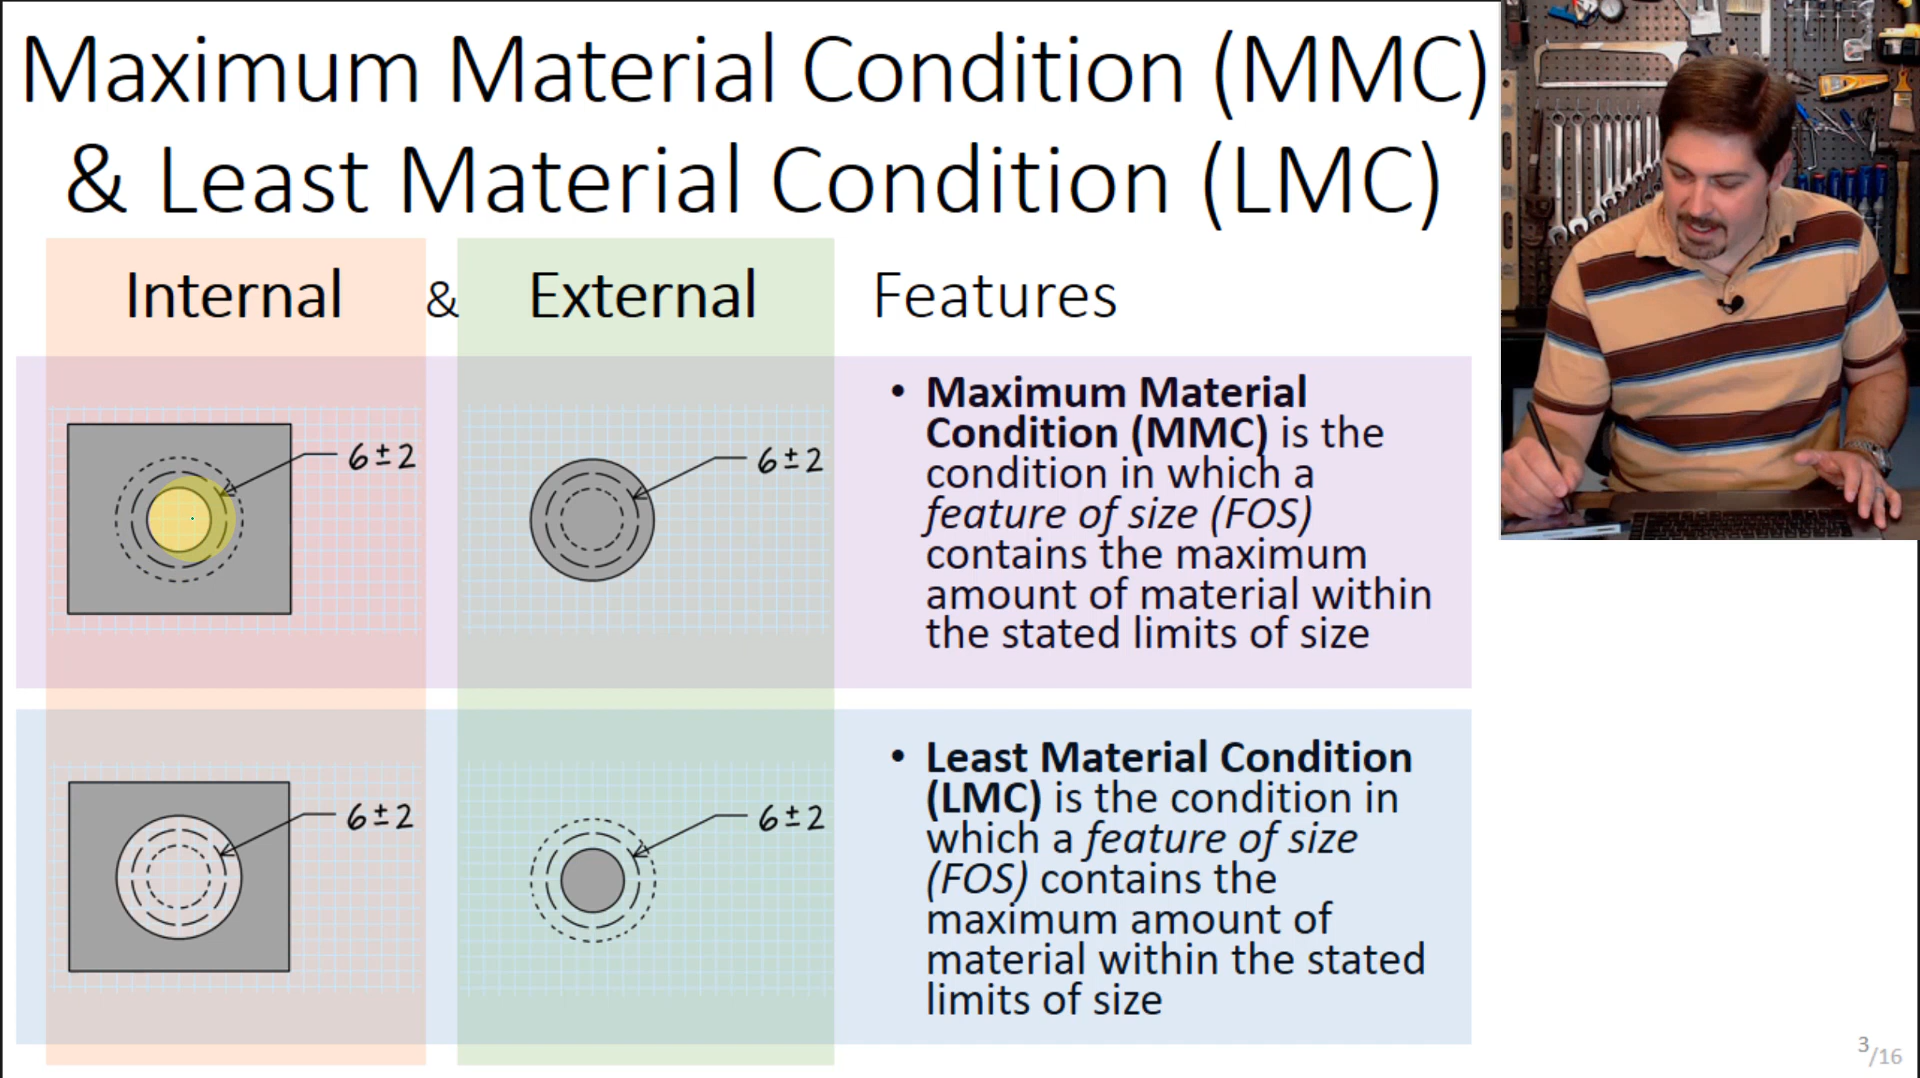 Maximum Material Condition (MMC)
& Least Material Condition (LMC)
Internal & External Features
6±2
6±2
• Maximum Material
Condition (MMC) is the
condition in which a
feature of size (FOS)
contains the maximum
amount of material within
the stated limits of size
6±2
6±2
• Least Material Condition
(LMC) is the condition in
which a feature of size
(FOS) contains the
maximum amount of
material within the stated
limits of size
3/16